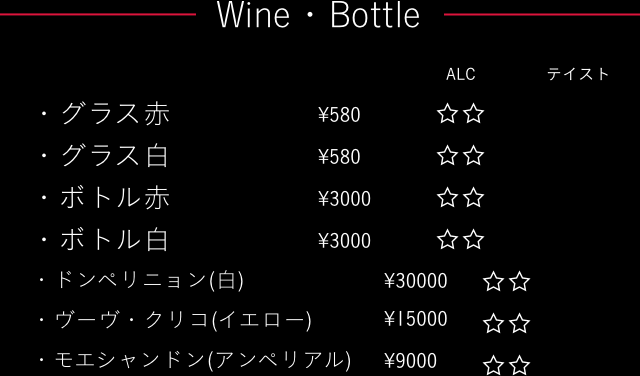 Wine・Bottle
ALC テイスト
・グラス赤 ¥580 ☆☆
・グラス白 ¥580 ☆☆
・ボトル赤 ¥3000 ☆☆
・ボトル白 ¥3000 ☆☆
・ドンペリニョン(白) ¥30000 ☆☆
・ヴーヴ・クリコ(イエロー) ¥15000 ☆☆
・モエシャンドン(アンペリアル) ¥9000 ☆☆